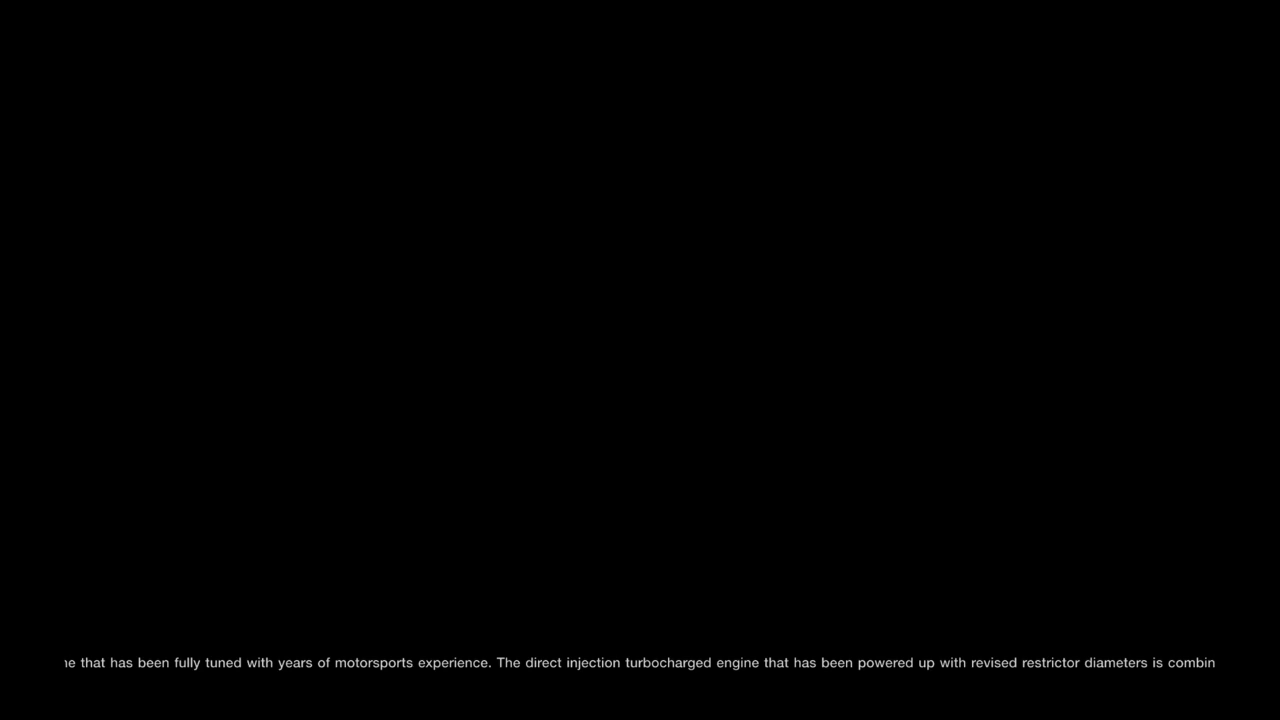 that has been fully tuned with years of motorsports experience. The direct injection turbocharged engine that has been powered up with revised restrictor diameters is combin